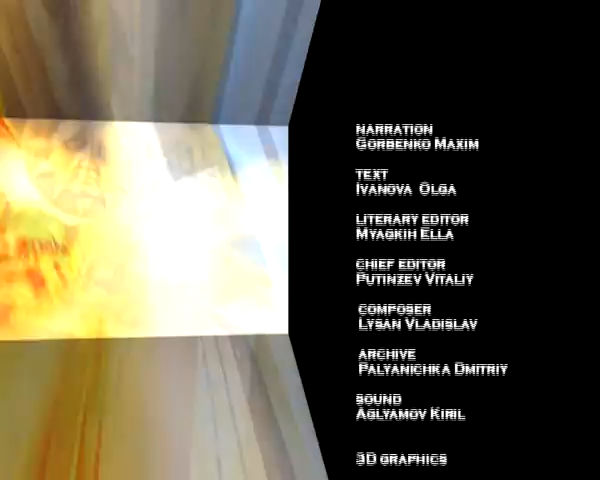 NARRATION
GORBENKO MAXIM
TEXT
IVANOVA OLGA
LITERARY EDITOR
MYAGKIH ELLA
CHIEF EDITOR
PUTINZEV VITALIY
COMPOSER
LYSAN VLADISLAV
ARCHIVE
PALYANICHKA DMITRIY
SOUND
AGLYAMOV KIRIL
3D GRAPHICS